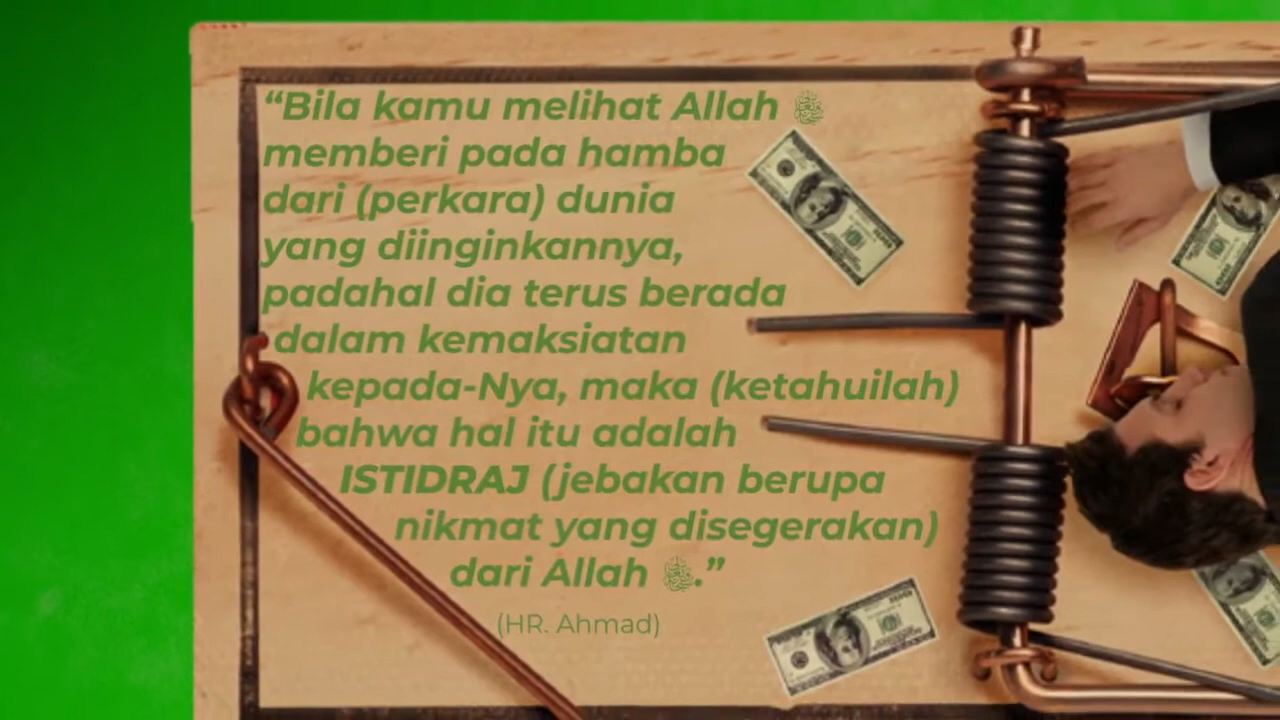 “Bila kamu melihat Allah ﷻ
memberi pada hamba
dari (perkara) dunia
yang diinginkannya,
padahal dia terus berada
dalam kemaksiatan
kepada-Nya, maka (ketahuilah)
bahwa hal itu adalah
ISTIDRAJ (jebakan berupa
nikmat yang disegerakan)
dari Allah ﷻ.”
(HR. Ahmad)